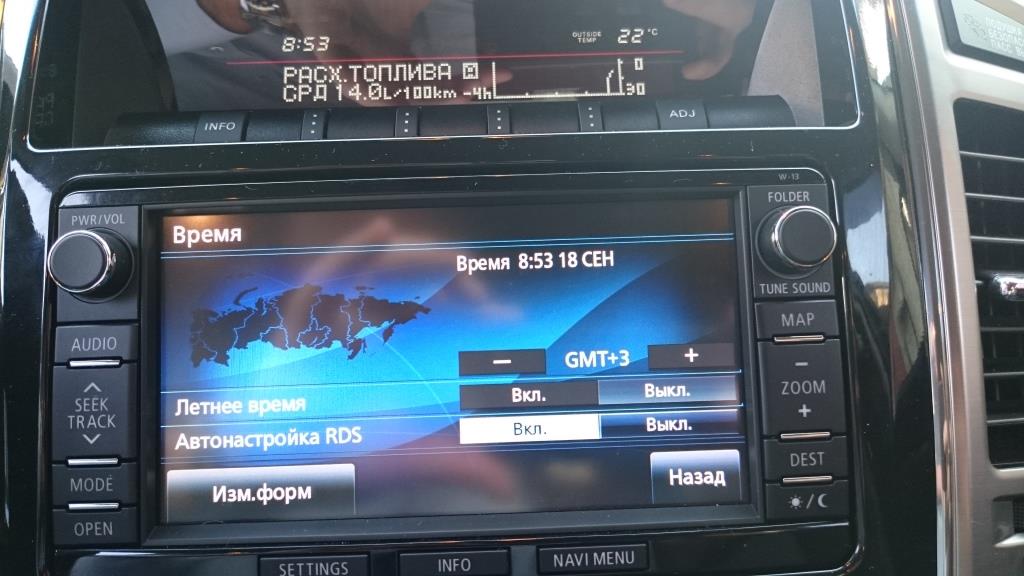 8:53
OUTSIDE TEMP 22 °C
РАСХ.ТОПЛИВА 0
СРД 14.0L/100km -4h 30
INFO ADJ
W-13
PWR/VOL
FOLDER
TUNE SOUND
Время
Время 8:53 18 СЕН
− GMT+3 +
Летнее время Вкл. Выкл.
Автонастройка RDS Вкл. Выкл.
Изм.форм Назад
AUDIO
SEEK
TRACK
MODE
OPEN
MAP
−
ZOOM
+
DEST
SETTINGS INFO NAVI MENU